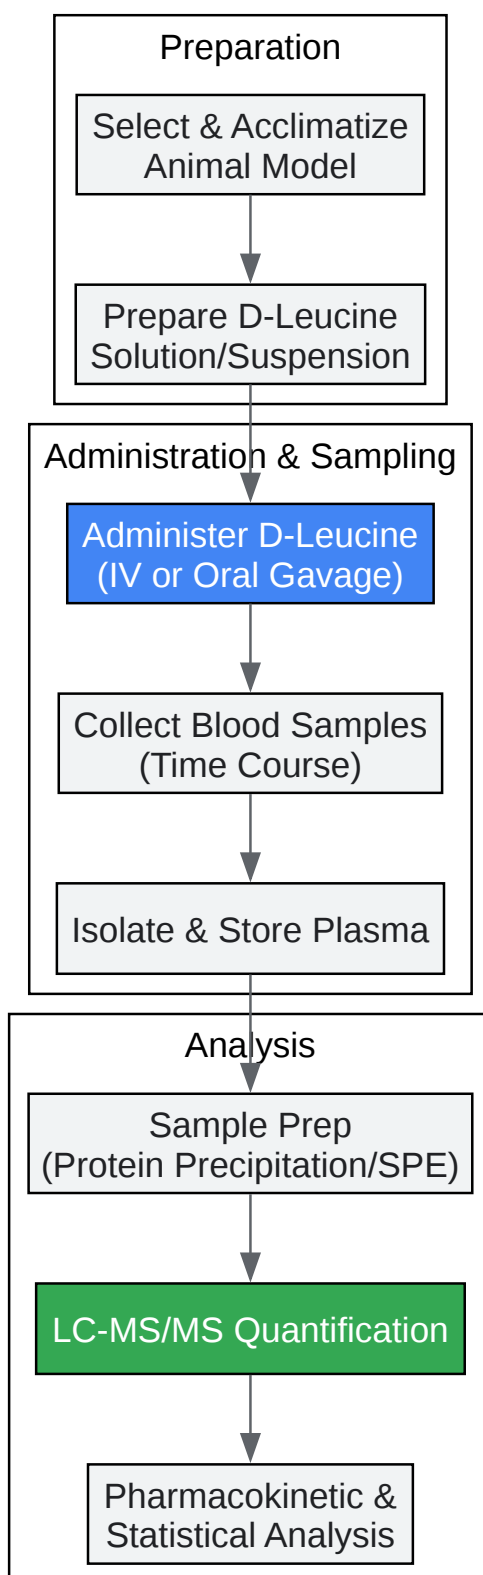 Preparation
Select & Acclimatize
Animal Model
Prepare D-Leucine
Solution/Suspension
Administration & Sampling
Administer D-Leucine
(IV or Oral Gavage)
Collect Blood Samples
(Time Course)
Isolate & Store Plasma
Analysis
Sample Prep
(Protein Precipitation/SPE)
LC-MS/MS Quantification
Pharmacokinetic &
Statistical Analysis